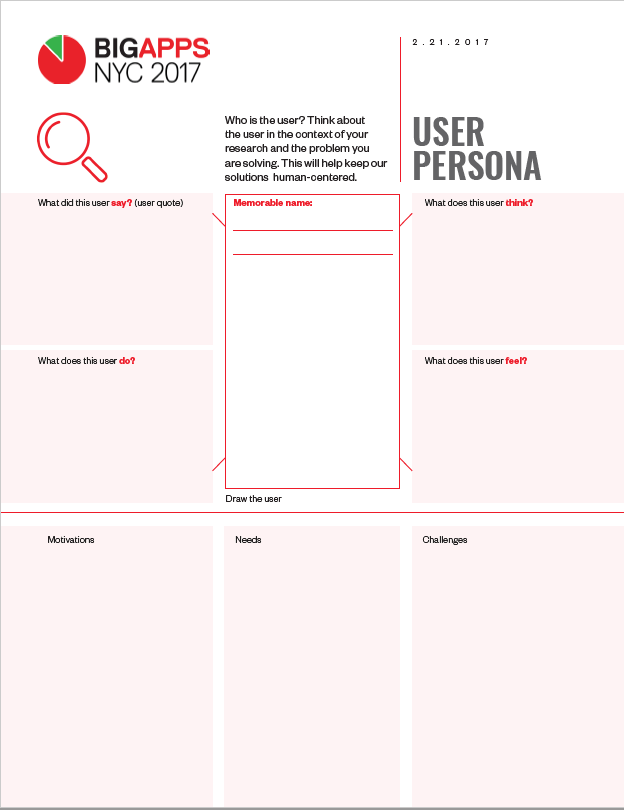 BIGAPPS
NYC 2017
2.21.2017
Who is the user? Think about
the user in the context of your
research and the problem you
are solving. This will help keep our
solutions human-centered.
USER
PERSONA
What did this user say? (user quote)
Memorable name:
What does this user think?
What does this user do?
What does this user feel?
Draw the user
Motivations
Needs
Challenges